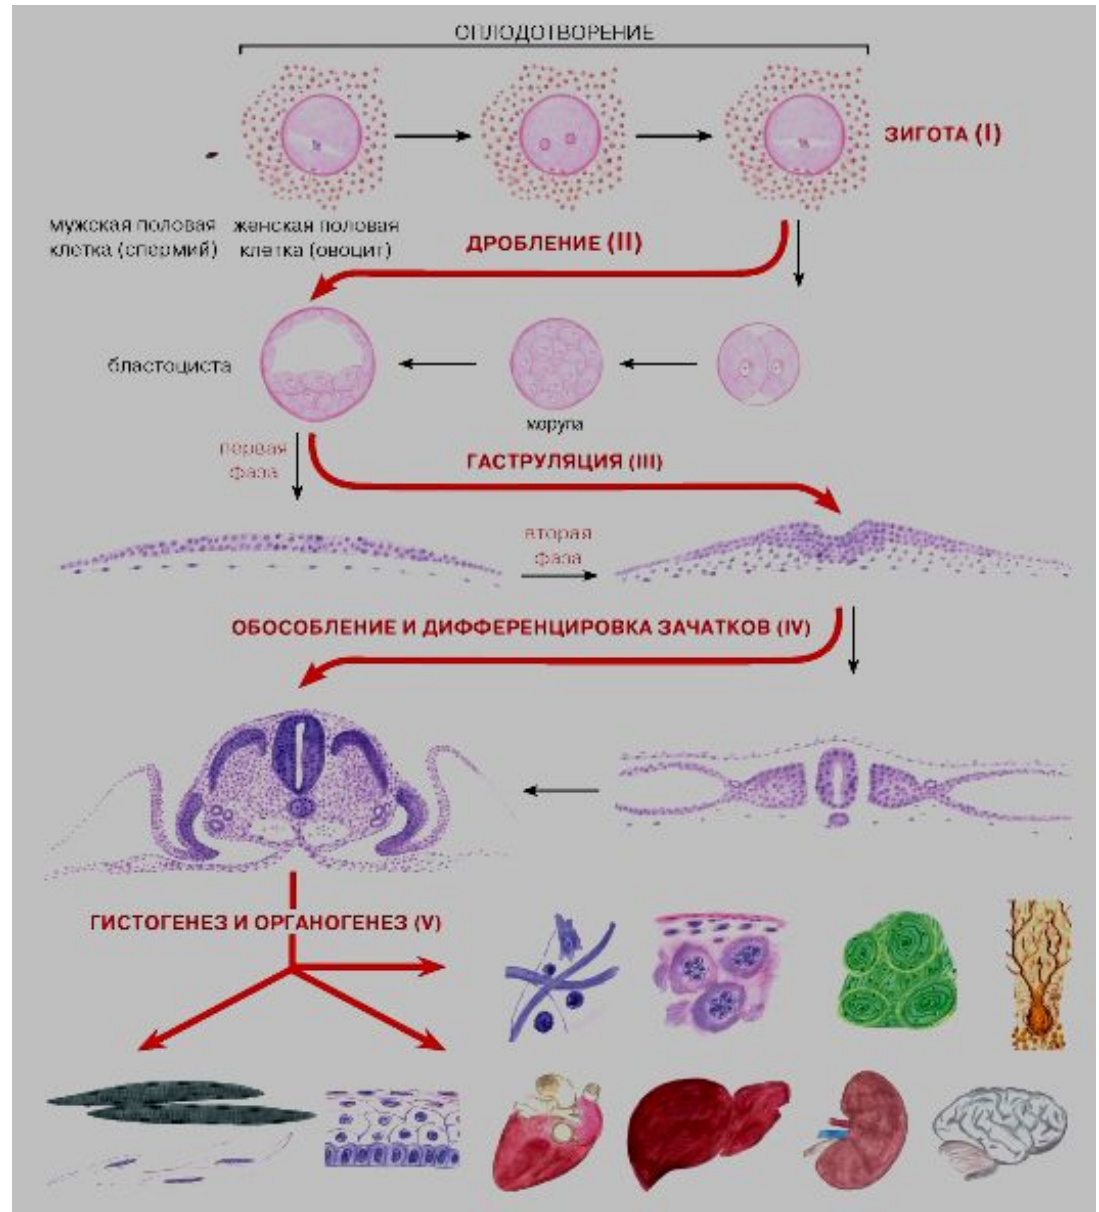 ОПЛОДОТВОРЕНИЕ
ЗИГОТА (I)
мужская половая
клетка (спермий)
женская половая
клетка (овоцит)
ДРОБЛЕНИЕ (II)
бластоциста
морула
первая
фаза
ГАСТРУЛЯЦИЯ (III)
вторая
фаза
ОБОСОБЛЕНИЕ И ДИФФЕРЕНЦИРОВКА ЗАЧАТКОВ (IV)
ГИСТОГЕНЕЗ И ОРГАНОГЕНЕЗ (V)